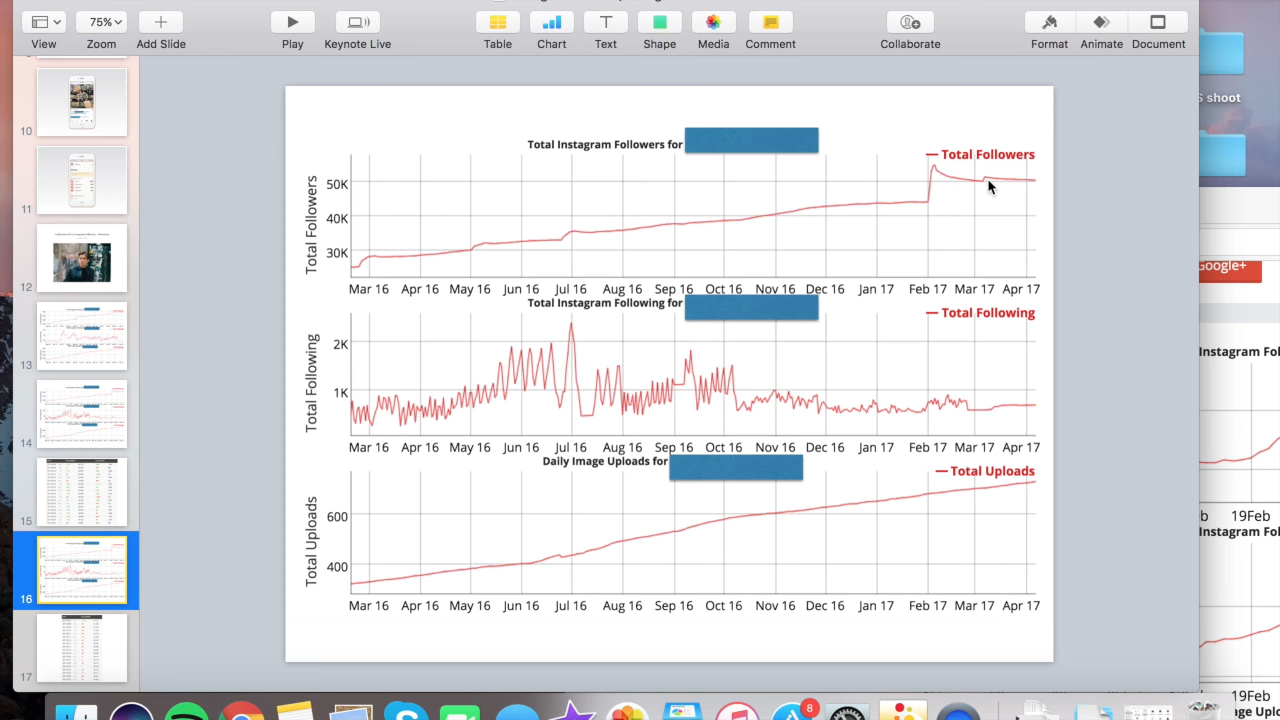 View
75%
Zoom
Add Slide
Play
Keynote Live
Table
Chart
Text
Shape
Media
Comment
Collaborate
Format
Animate
Document
10
11
12
13
14
15
16
17
Total Instagram Followers for
Total Followers
Total Followers
50K
40K
30K
Mar 16 Apr 16 May 16 Jun 16 Jul 16 Aug 16 Sep 16 Oct 16 Nov 16 Dec 16 Jan 17 Feb 17 Mar 17 Apr 17
Total Instagram Following for
Total Following
Total Following
2K
1K
Mar 16 Apr 16 May 16 Jun 16 Jul 16 Aug 16 Sep 16 Oct 16 Nov 16 Dec 16 Jan 17 Feb 17 Mar 17 Apr 17
Daily Image Uploads for
Total Uploads
Total Uploads
600
400
Mar 16 Apr 16 May 16 Jun 16 Jul 16 Aug 16 Sep 16 Oct 16 Nov 16 Dec 16 Jan 17 Feb 17 Mar 17 Apr 17
S shoot
Google+
Instagram Fol
b 19Feb
Instagram Fol
19Feb
age Uplo
8